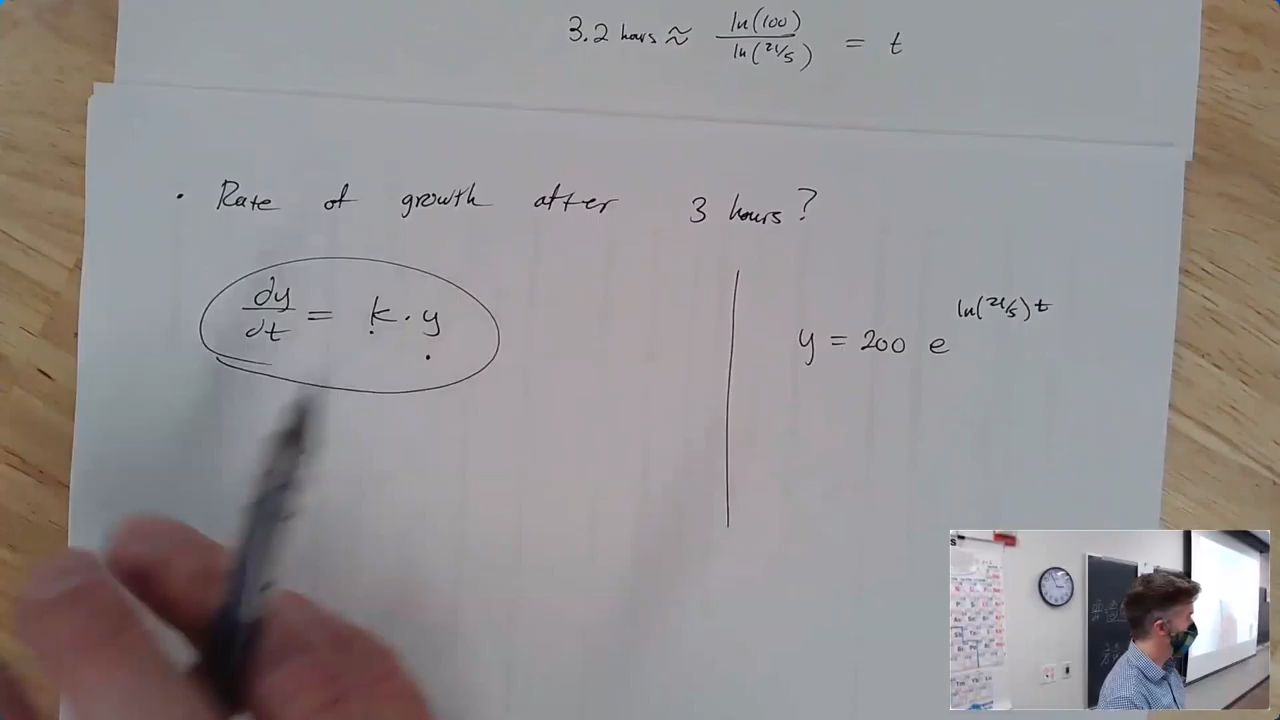 3.2 hours ≈ ln(100) / ln(21/5) = t
• Rate of growth after 3 hours?
dy/dt = k · y
y = 200 e^ln(21/5)t